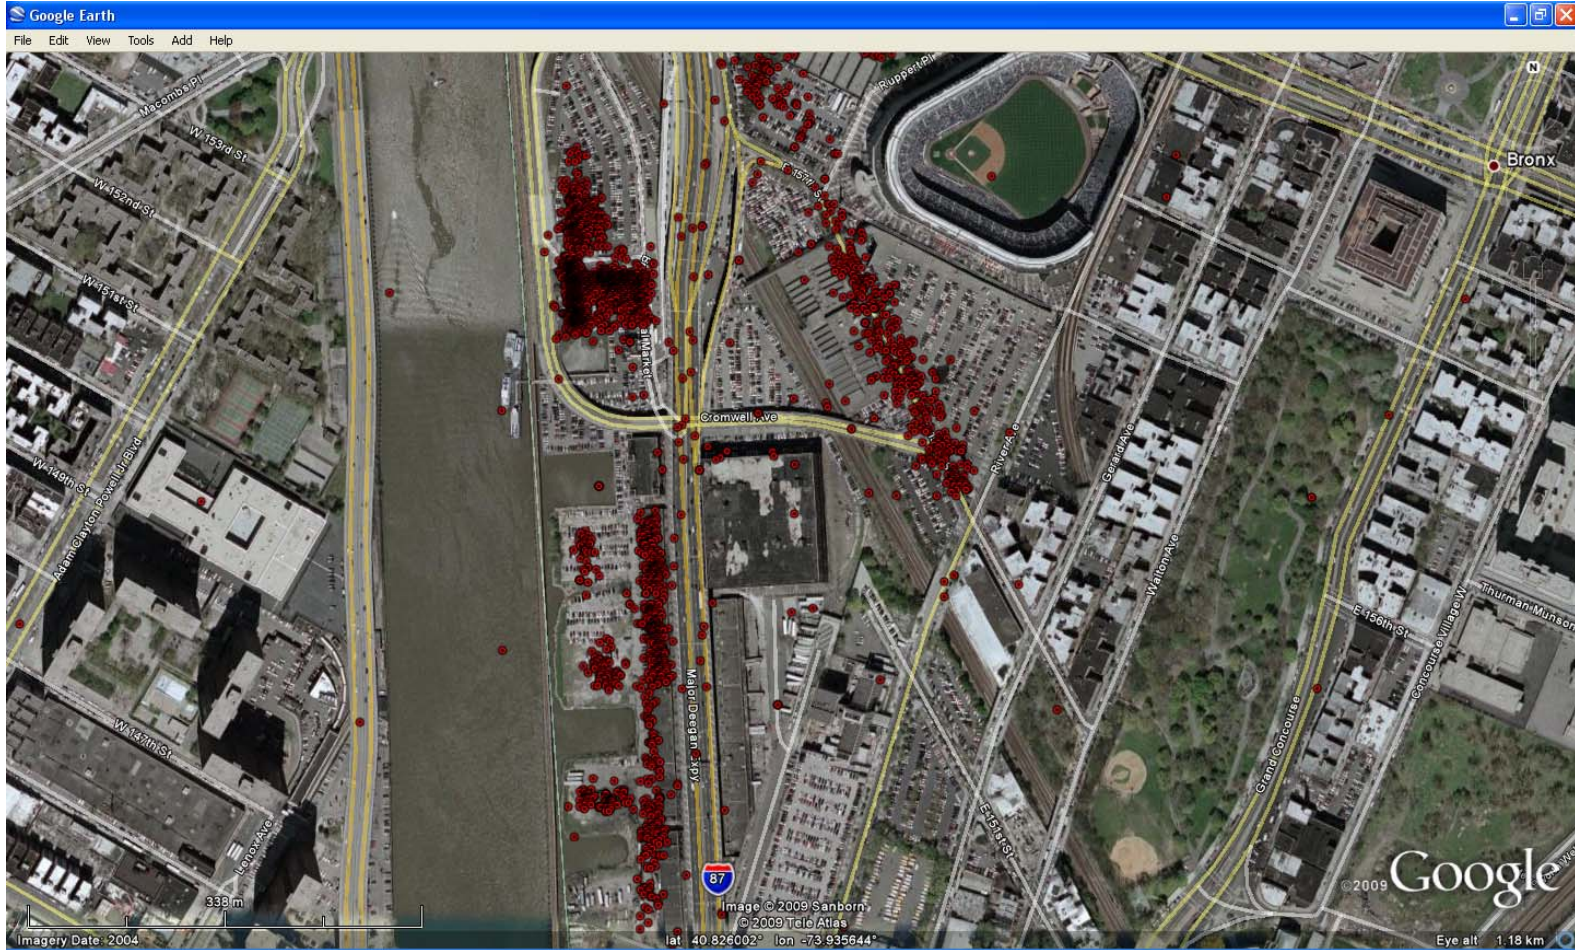 Google Earth
File Edit View Tools Add Help
Ruppert Pl
N
Macombs Pl
Bronx
W 153rd St
E 157th St
W 152nd St
W 151st St
Cromwell Ave
River Ave
Gerard Ave
Adam Clayton Powell Jr Blvd
W 149th St
Walton Ave
Thurman Munson
E 156th St
Concourse Village W
Major Deegan Expy
Grand Concourse
W 147th St
Lenox Ave
E 151st St
87
©2009 Google
338 m
Image © 2009 Sanborn
© 2009 Tele Atlas
Imagery Date: 2004
lat 40.826002° lon -73.935644°
Eye alt 1.18 km